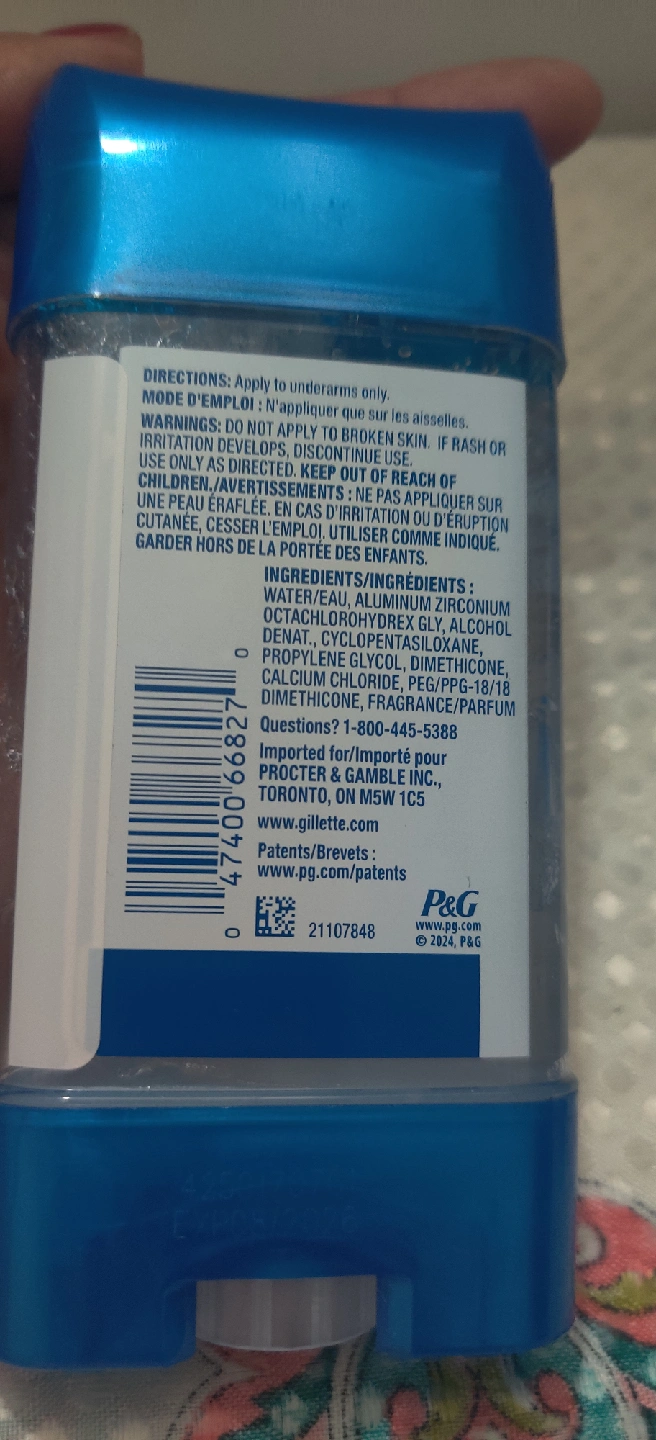 DIRECTIONS: Apply to underarms only.
MODE D'EMPLOI : N'appliquer que sur les aisselles.
WARNINGS: DO NOT APPLY TO BROKEN SKIN. IF RASH OR
IRRITATION DEVELOPS, DISCONTINUE USE.
USE ONLY AS DIRECTED. KEEP OUT OF REACH OF
CHILDREN./AVERTISSEMENTS : NE PAS APPLIQUER SUR
UNE PEAU ÉRAFLÉE. EN CAS D'IRRITATION OU D'ÉRUPTION
CUTANÉE, CESSER L'EMPLOI. UTILISER COMME INDIQUÉ.
GARDER HORS DE LA PORTÉE DES ENFANTS.
INGREDIENTS/INGRÉDIENTS :
WATER/EAU, ALUMINUM ZIRCONIUM
OCTACHLOROHYDREX GLY, ALCOHOL
DENAT., CYCLOPENTASILOXANE,
PROPYLENE GLYCOL, DIMETHICONE,
CALCIUM CHLORIDE, PEG/PPG-18/18
DIMETHICONE, FRAGRANCE/PARFUM
Questions? 1-800-445-5388
Imported for/Importé pour
PROCTER & GAMBLE INC.,
TORONTO, ON M5W 1C5
www.gillette.com
Patents/Brevets :
www.pg.com/patents
0 47400 66827 0
21107848
P&G
www.pg.com
© 2024, P&G